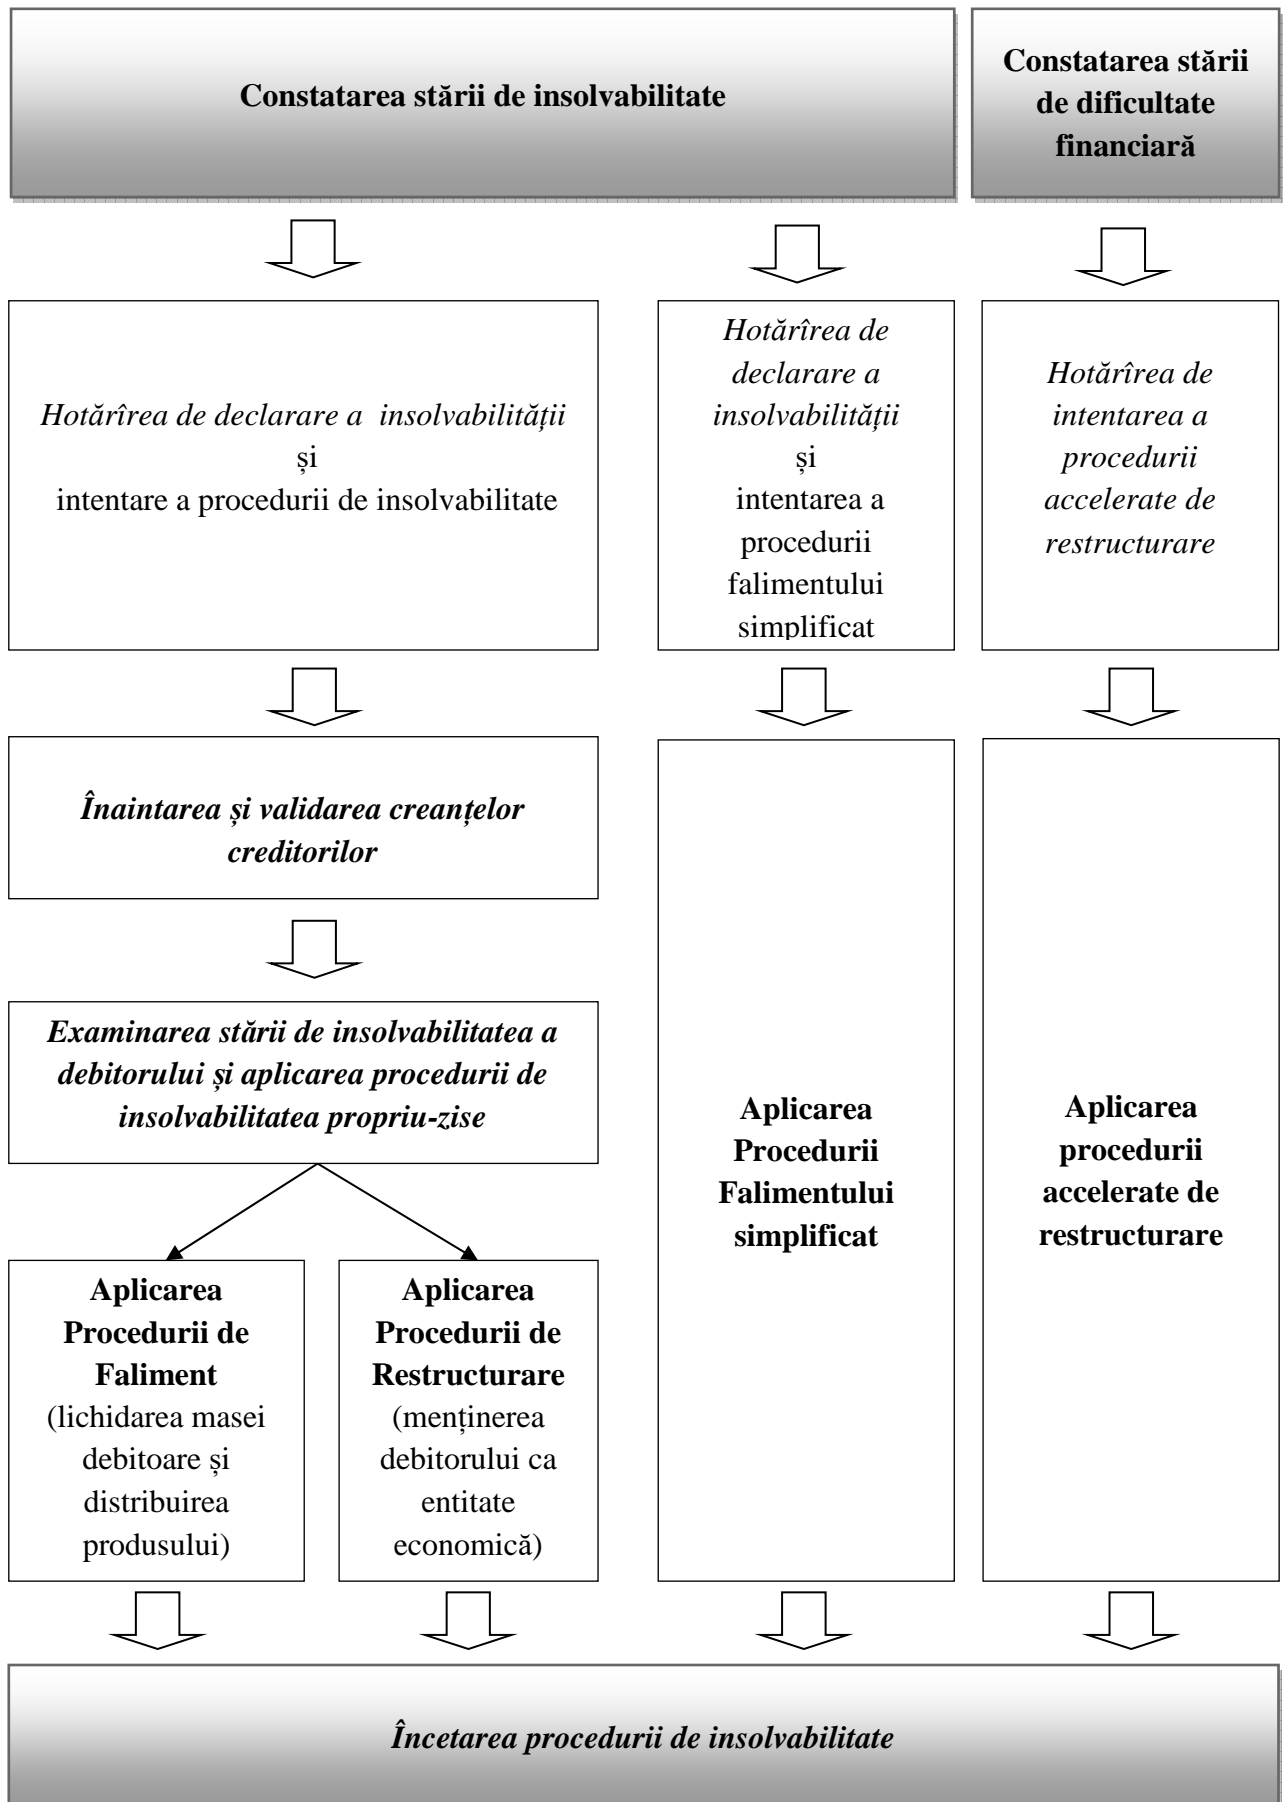 Constatarea stării de insolvabilitate
Constatarea stării
de dificultate
financiară
Hotărîrea de declarare a insolvabilității
și
intentare a procedurii de insolvabilitate
Hotărîrea de
declarare a
insolvabilității
și
intentarea a
procedurii
falimentului
simplificat
Hotărîrea de
intentarea a
procedurii
accelerate de
restructurare
Înaintarea și validarea creanțelor
creditorilor
Examinarea stării de insolvabilitatea a
debitorului și aplicarea procedurii de
insolvabilitatea propriu-zise
Aplicarea
Procedurii de
Faliment
(lichidarea masei
debitoare și
distribuirea
produsului)
Aplicarea
Procedurii de
Restructurare
(menținerea
debitorului ca
entitate
economică)
Aplicarea
Procedurii
Falimentului
simplificat
Aplicarea
procedurii
accelerate de
restructurare
Încetarea procedurii de insolvabilitate